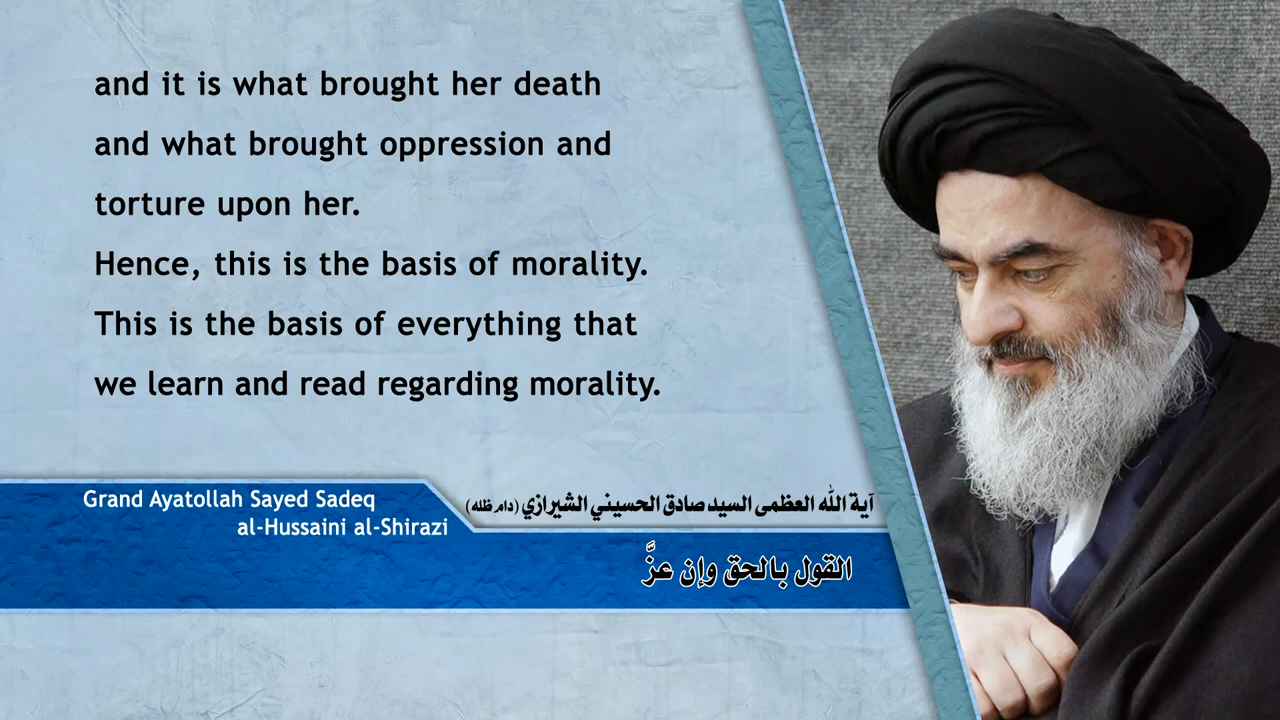 and it is what brought her death
and what brought oppression and
torture upon her.
Hence, this is the basis of morality.
This is the basis of everything that
we learn and read regarding morality.
Grand Ayatollah Sayed Sadeq
al-Hussaini al-Shirazi
آية الله العظمى السيد صادق الحسيني الشيرازي (دام ظله)
القول بالحق وإن عزَّ